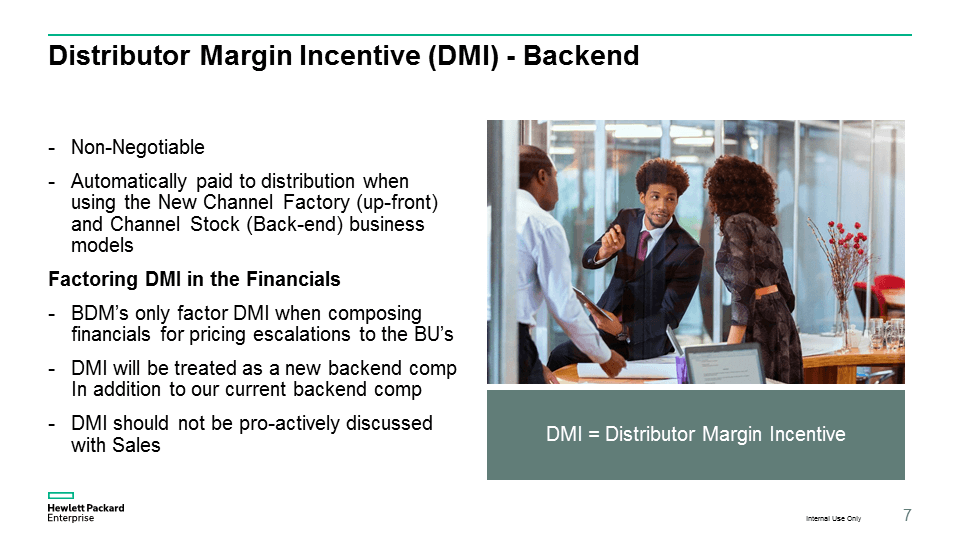 Distributor Margin Incentive (DMI) - Backend
- Non-Negotiable
- Automatically paid to distribution when
using the New Channel Factory (up-front)
and Channel Stock (Back-end) business
models
Factoring DMI in the Financials
- BDM’s only factor DMI when composing
financials for pricing escalations to the BU’s
- DMI will be treated as a new backend comp
In addition to our current backend comp
- DMI should not be pro-actively discussed
with Sales
DMI = Distributor Margin Incentive
Hewlett Packard
Enterprise
Internal Use Only
7